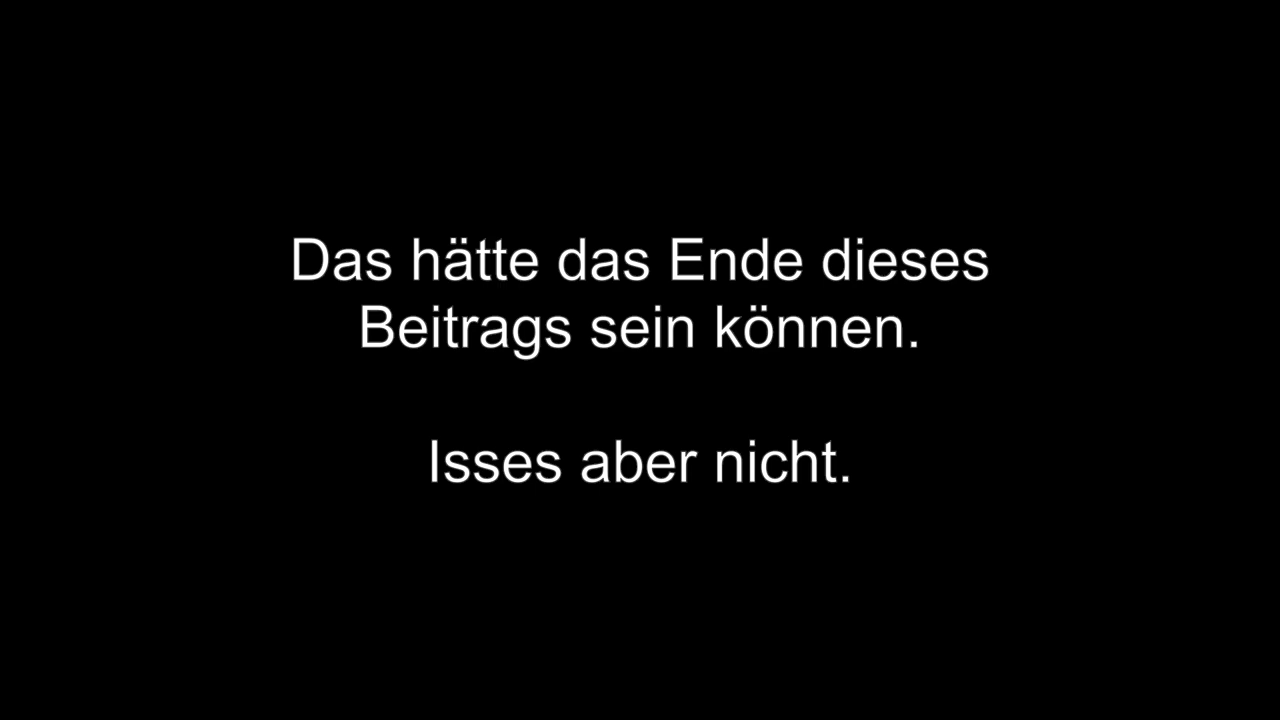 Das hätte das Ende dieses
Beitrags sein können.
Isses aber nicht.